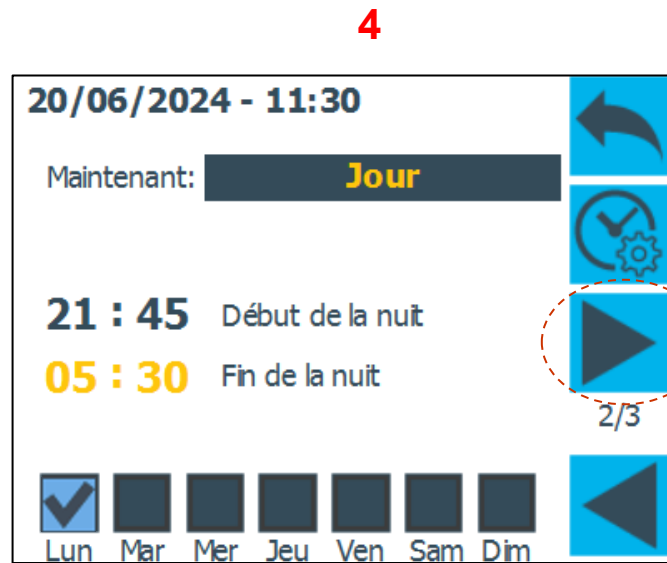 4
20/06/2024 - 11:30
Maintenant: Jour
21 : 45 Début de la nuit
05 : 30 Fin de la nuit
2/3
Lun Mar Mer Jeu Ven Sam Dim